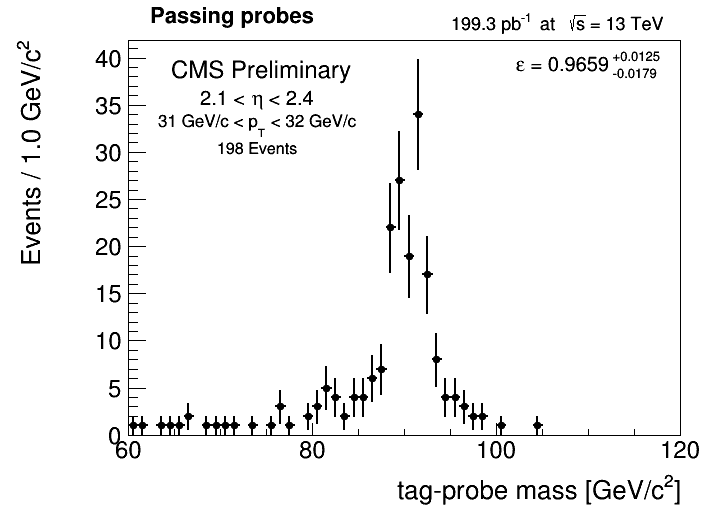 Passing probes
199.3 pb⁻¹ at √s = 13 TeV
CMS Preliminary
2.1 < η < 2.4
31 GeV/c < p_T < 32 GeV/c
198 Events
ε = 0.9659 +0.0125 -0.0179
Events / 1.0 GeV/c²
40
35
30
25
20
15
10
5
0
60 80 100 120
tag-probe mass [GeV/c²]